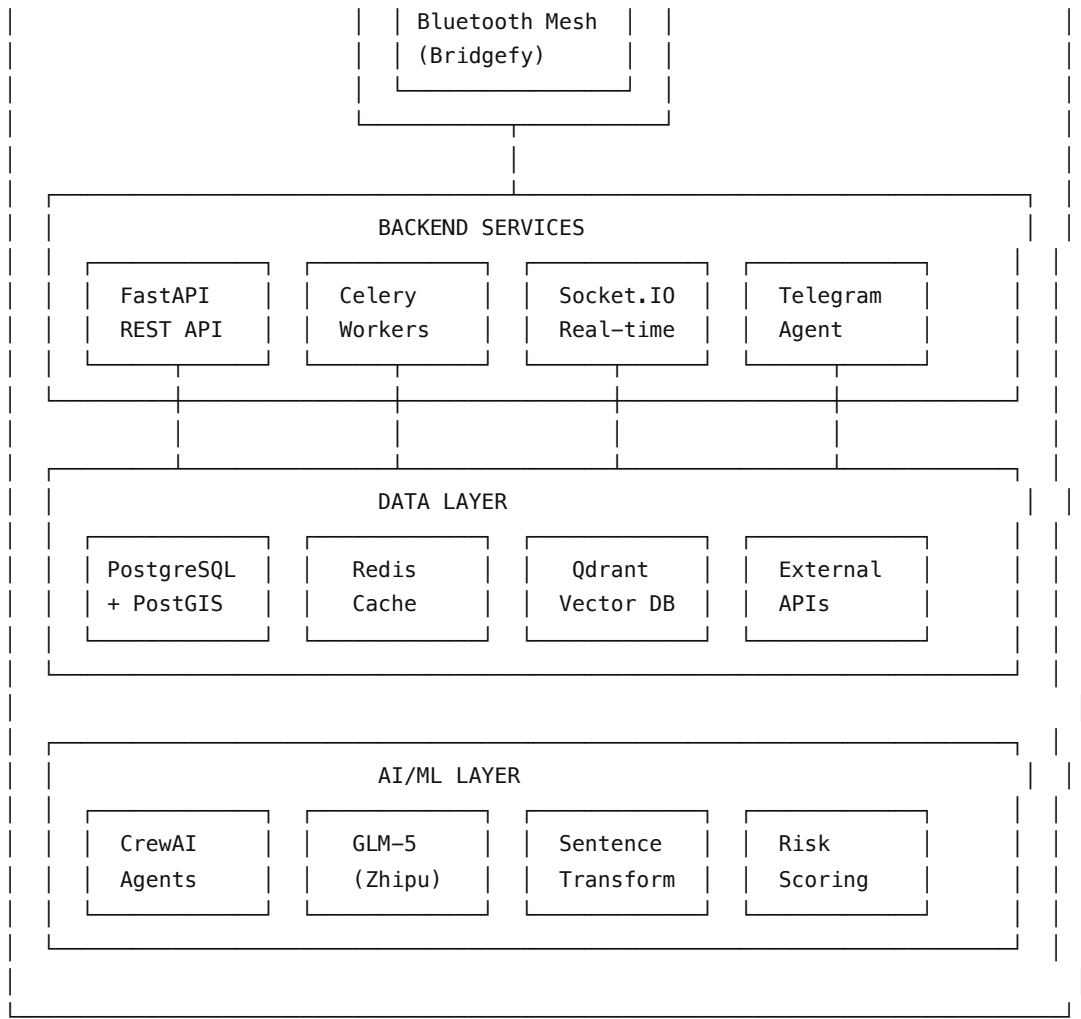 Bluetooth Mesh
(Bridgefy)
BACKEND SERVICES
FastAPI Celery Socket.IO Telegram
REST API Workers Real-time Agent
DATA LAYER
PostgreSQL Redis Qdrant External
+ PostGIS Cache Vector DB APIs
AI/ML LAYER
CrewAI GLM-5 Sentence Risk
Agents (Zhipu) Transform Scoring